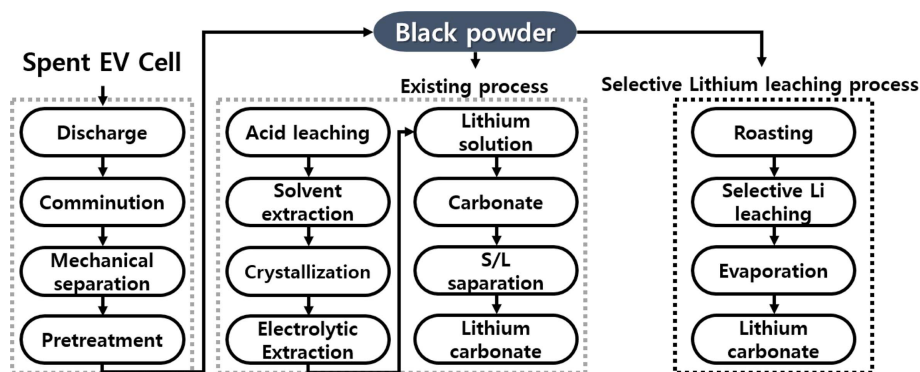 Black powder
Spent EV Cell
Discharge
Comminution
Mechanical
separation
Pretreatment
Existing process
Acid leaching
Solvent
extraction
Crystallization
Electrolytic
Extraction
Lithium
solution
Carbonate
S/L
saparation
Lithium
carbonate
Selective Lithium leaching process
Roasting
Selective Li
leaching
Evaporation
Lithium
carbonate